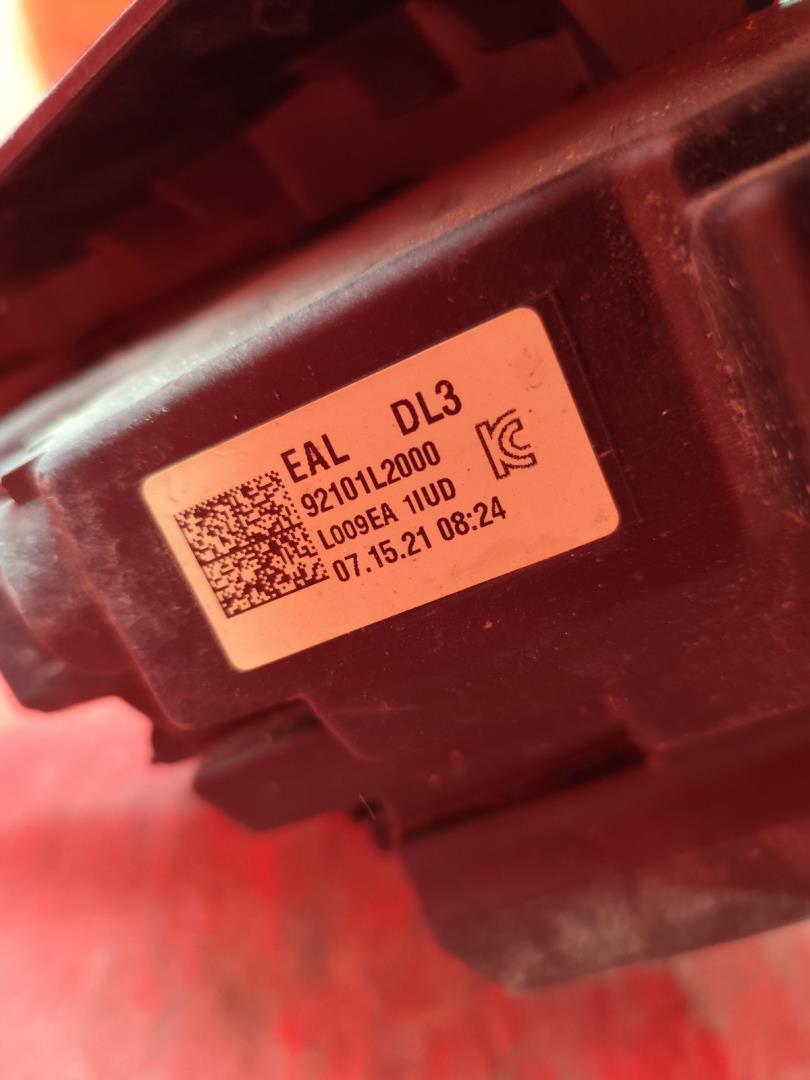 EAL DL3
92101L2000
L009EA 1IUD
07.15.21 08:24